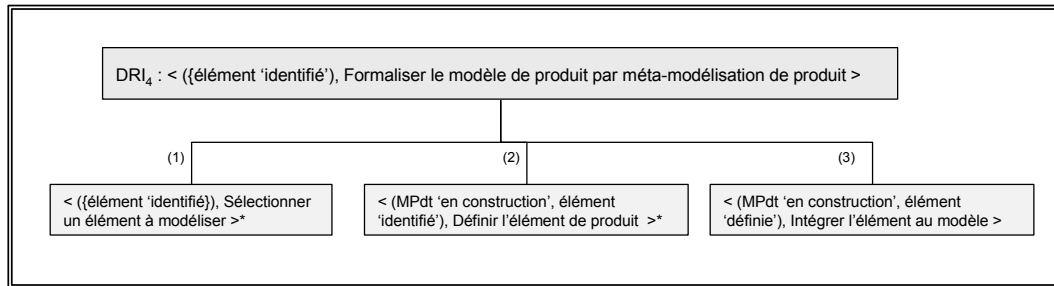 DRI4 : < ({élément ‘identifié’), Formaliser le modèle de produit par méta-modélisation de produit >
(1)
(2)
(3)
< ({élément ‘identifié}), Sélectionner
un élément à modéliser >*
< (MPdt ‘en construction’, élément
‘identifié’), Définir l’élément de produit >*
< (MPdt ‘en construction’, élément
‘définie’), Intégrer l’élément au modèle >